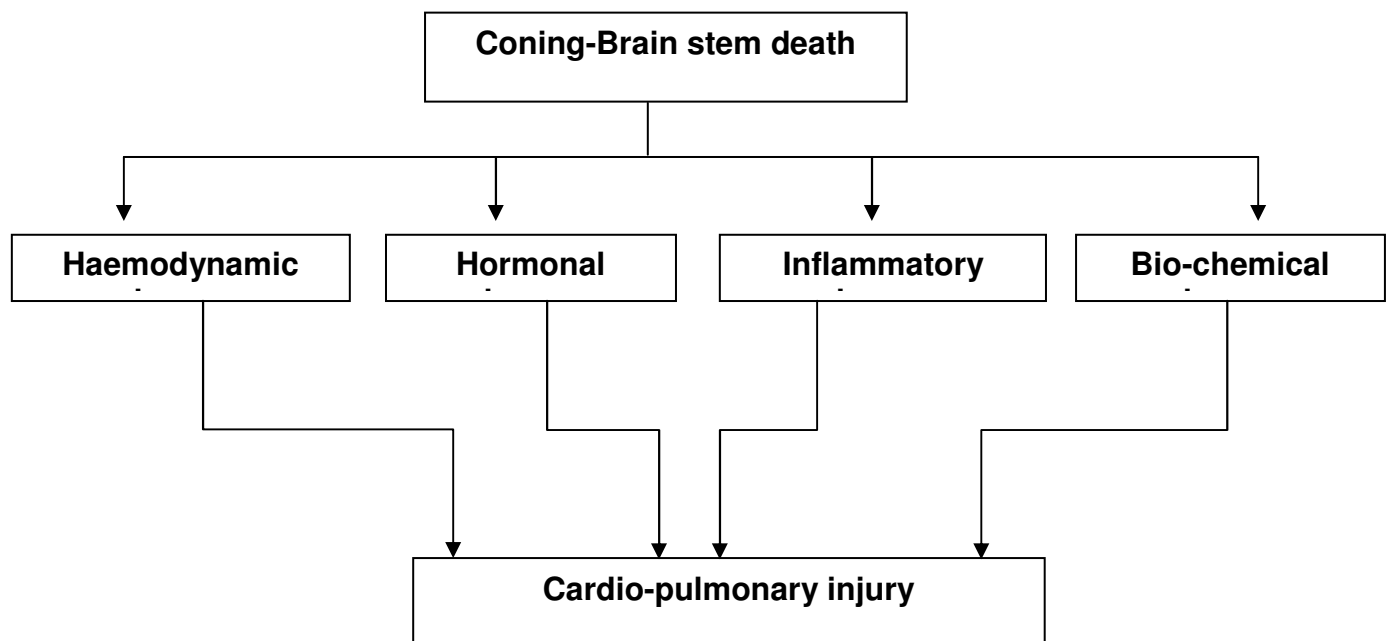 Coning-Brain stem death
Haemodynamic
Hormonal
Inflammatory
Bio-chemical
Cardio-pulmonary injury